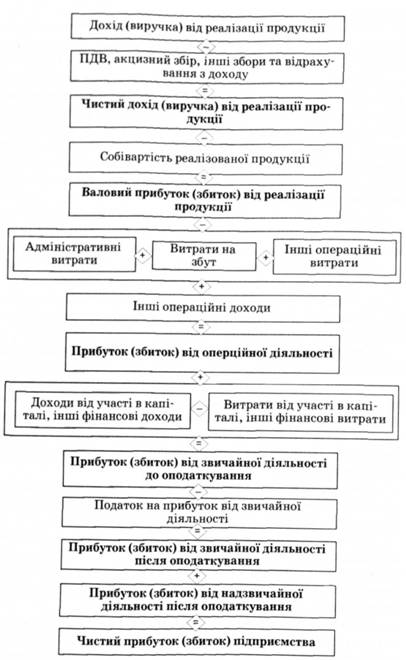 Дохід (виручка) від реалізації продукції
−
ПДВ, акцизний збір, інші збори та відраху-
вання з доходу
=
Чистий дохід (виручка) від реалізації про-
дукції
−
Собівартість реалізованої продукції
=
Валовий прибуток (збиток) від реалізації
продукції
−
Адміністративні
витрати
+
Витрати на
збут
+
Інші операційні
витрати
+
Інші операційні доходи
=
Прибуток (збиток) від оперційної діяльності
+
Доходи від участі в капі-
талі, інші фінансові доходи
−
Витрати від участі в капі-
талі, інші фінансові витрати
=
Прибуток (збиток) від звичайної діяльності
до оподаткування
−
Податок на прибуток від звичайної
діяльності
=
Прибуток (збиток) від звичайної діяльності
після оподаткування
+
Прибуток (збиток) від надзвичайної
діяльності після оподаткування
=
Чистий прибуток (збиток) підприємства